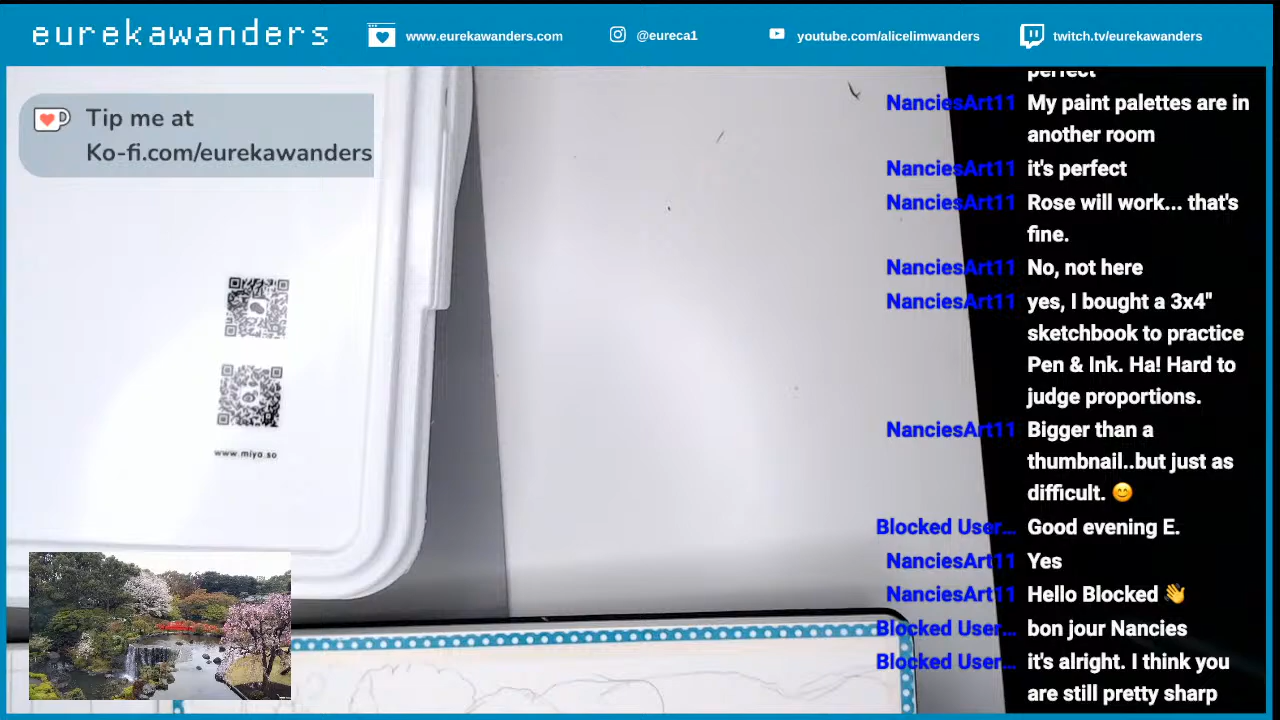 eurekawanders
www.eurekawanders.com
@eureca1
youtube.com/alicelimwanders
twitch.tv/eurekawanders
Tip me at
Ko-fi.com/eurekawanders
www.miya.so
perfect
NanciesArt11 My paint palettes are in
another room
NanciesArt11 it's perfect
NanciesArt11 Rose will work... that's
fine.
NanciesArt11 No, not here
NanciesArt11 yes, I bought a 3x4"
sketchbook to practice
Pen & Ink. Ha! Hard to
judge proportions.
NanciesArt11 Bigger than a
thumbnail..but just as
difficult. 😊
Blocked User... Good evening E.
NanciesArt11 Yes
NanciesArt11 Hello Blocked 👋
Blocked User... bon jour Nancies
Blocked User... it's alright. I think you
are still pretty sharp